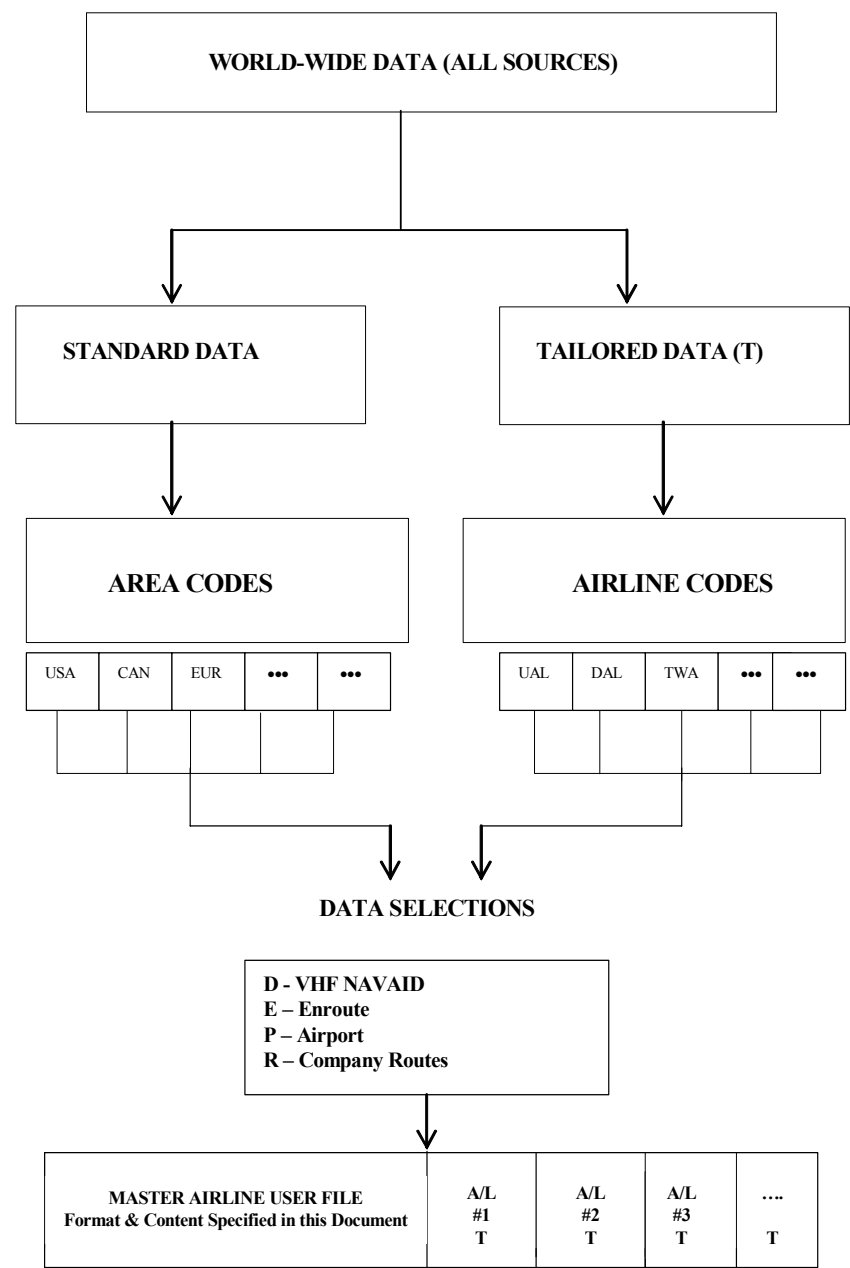 WORLD-WIDE DATA (ALL SOURCES)
STANDARD DATA
TAILORED DATA (T)
AREA CODES
AIRLINE CODES
USA CAN EUR ••• •••
UAL DAL TWA ••• •••
DATA SELECTIONS
D - VHF NAVAID
E – Enroute
P – Airport
R – Company Routes
MASTER AIRLINE USER FILE
Format & Content Specified in this Document
A/L
#1
T
A/L
#2
T
A/L
#3
T
….
T